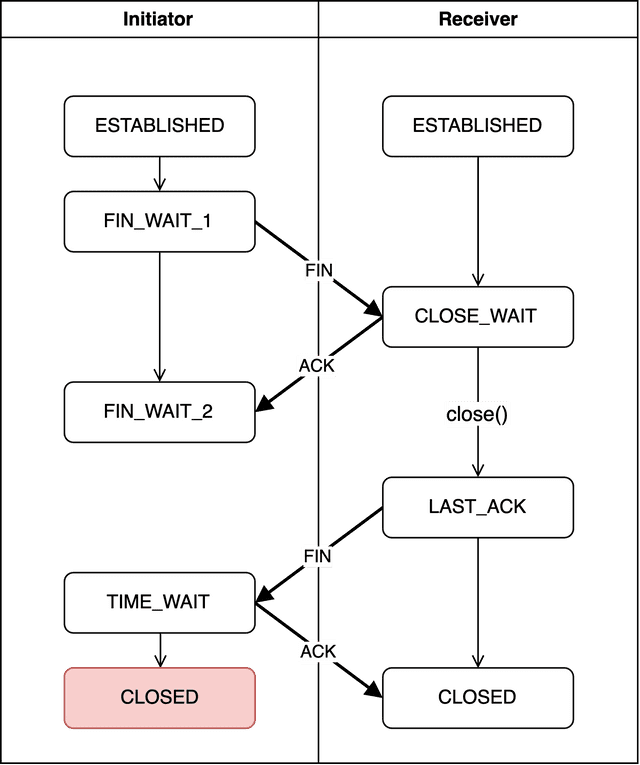 Initiator
Receiver
ESTABLISHED
ESTABLISHED
FIN_WAIT_1
FIN
CLOSE_WAIT
ACK
FIN_WAIT_2
close()
LAST_ACK
FIN
TIME_WAIT
ACK
CLOSED
CLOSED